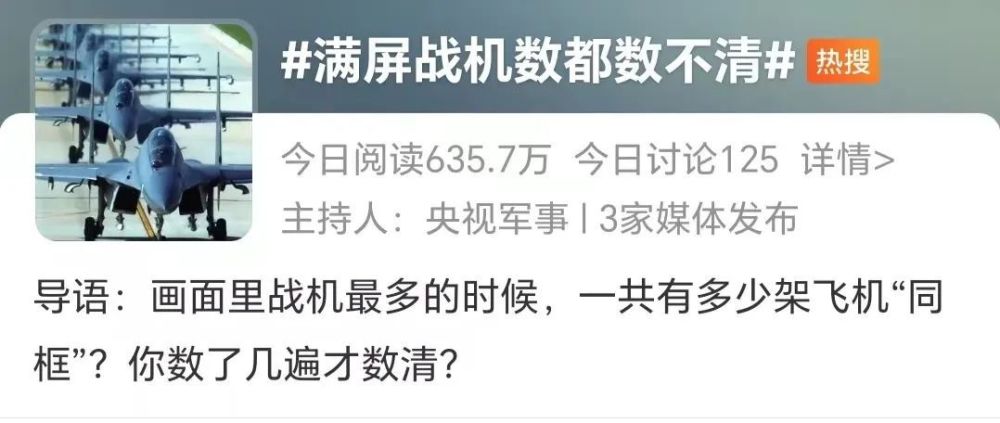 #满屏战机数都数不清# 热搜
今日阅读635.7万 今日讨论125 详情>
主持人：央视军事 | 3家媒体发布
导语：画面里战机最多的时候，一共有多少架飞机“同
框”？你数了几遍才数清？